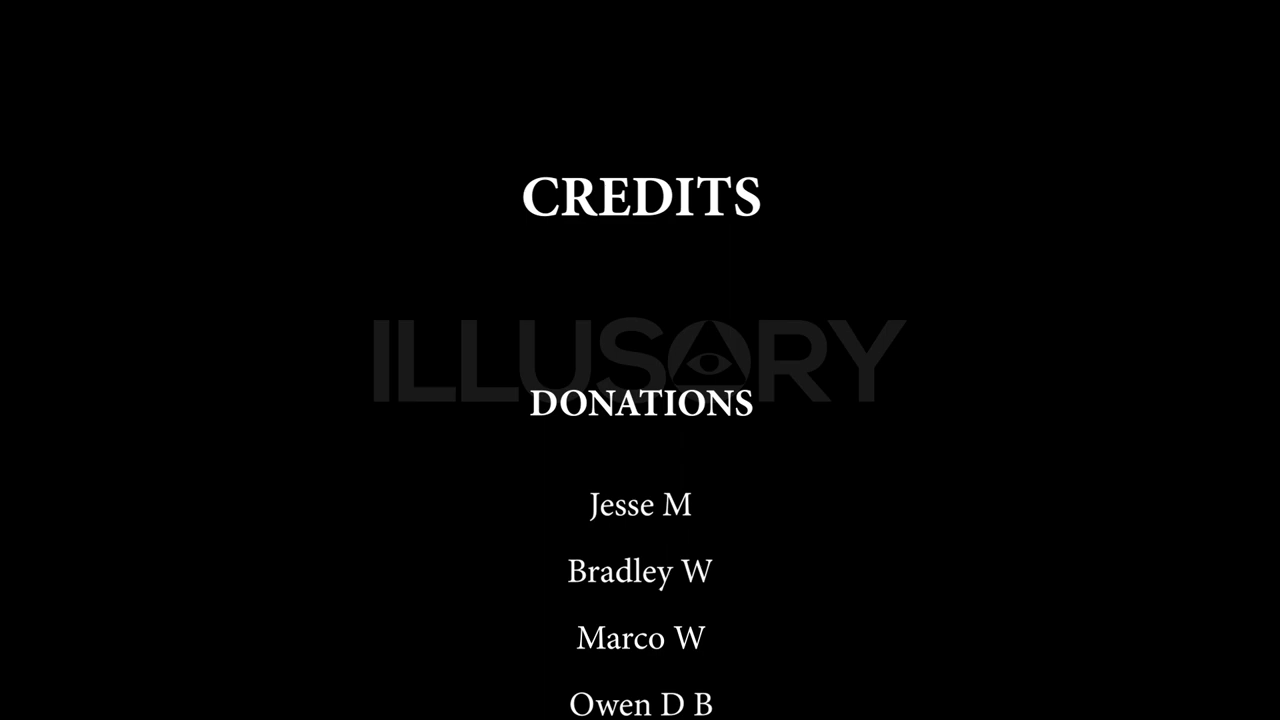 CREDITS
ILLUSORY
DONATIONS
Jesse M
Bradley W
Marco W
Owen D B